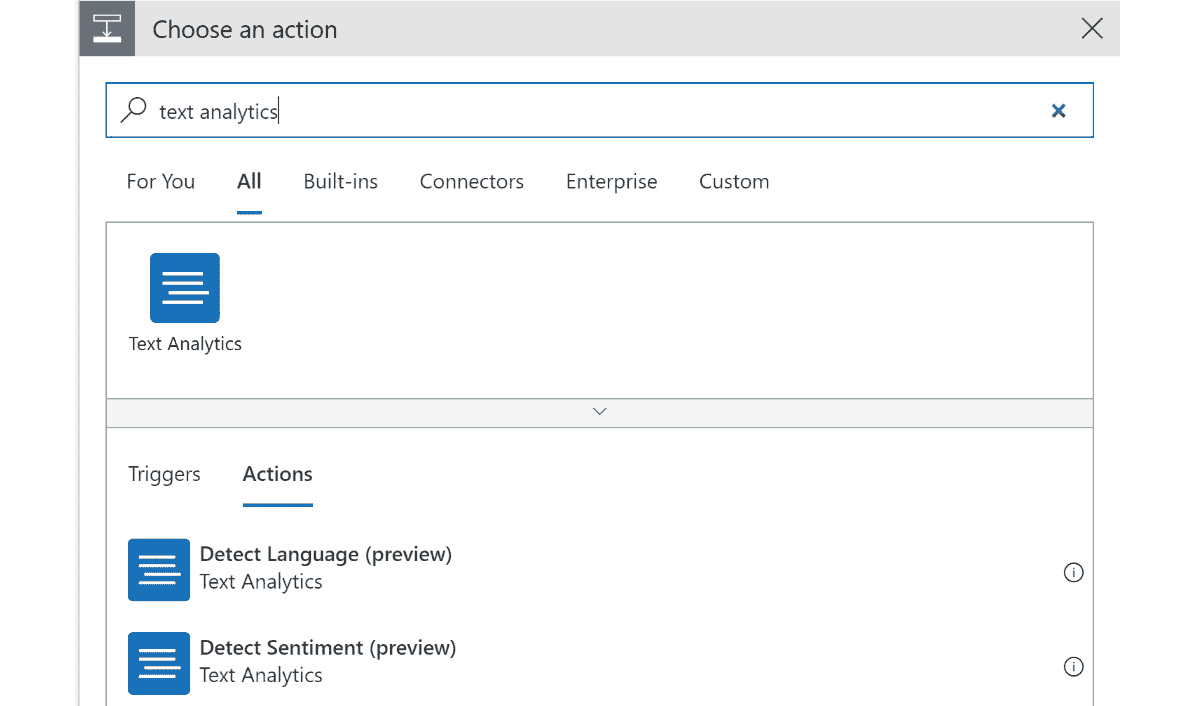 Choose an action
text analytics
For You All Built-ins Connectors Enterprise Custom
Text Analytics
Triggers Actions
Detect Language (preview)
Text Analytics
Detect Sentiment (preview)
Text Analytics